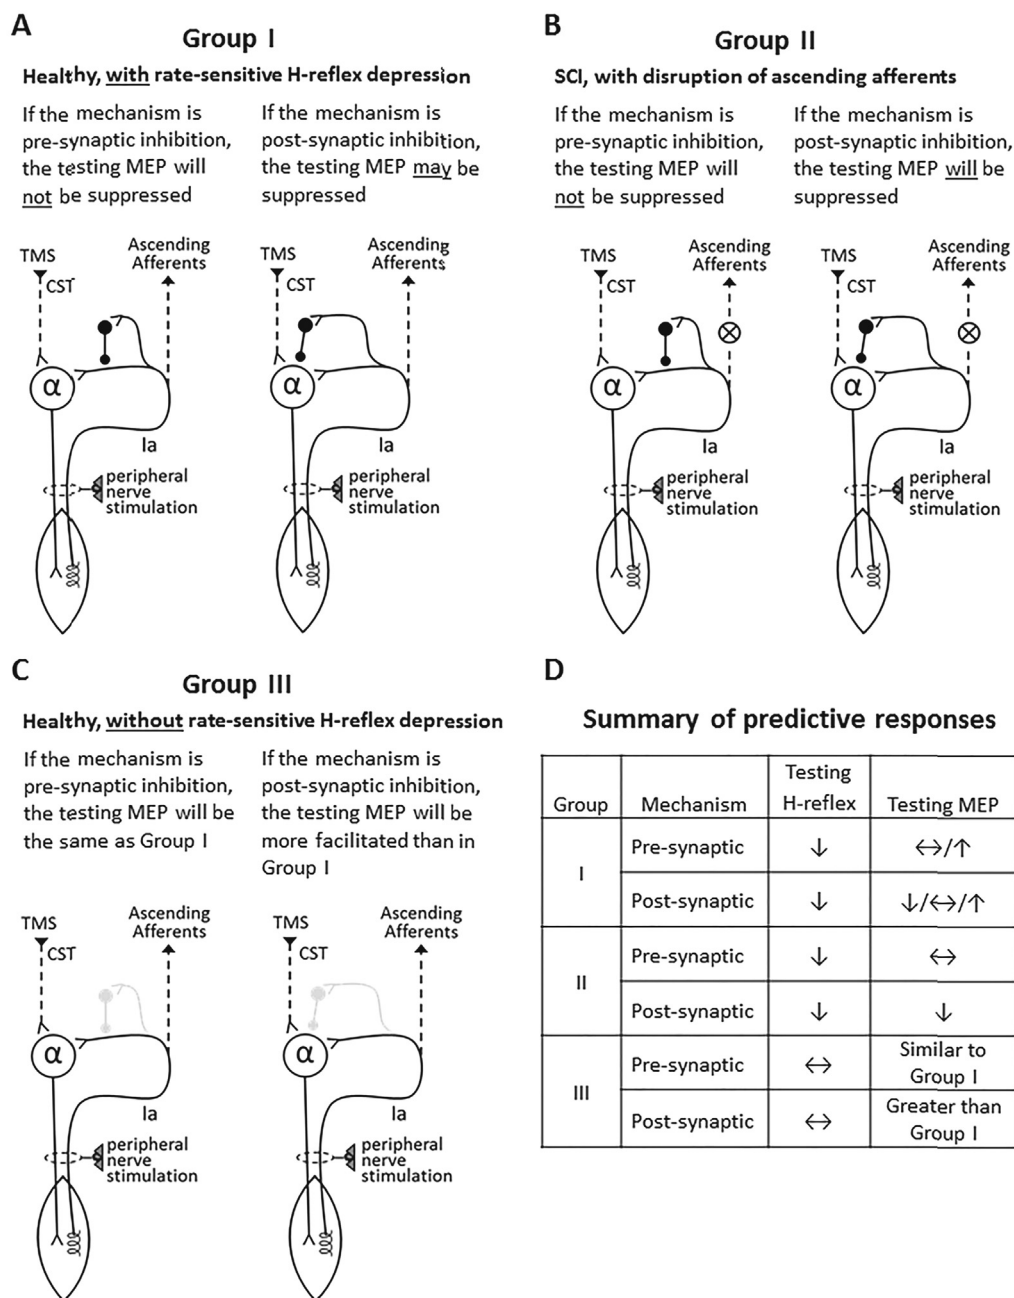 A
Group I
Healthy, with rate-sensitive H-reflex depression
If the mechanism is
pre-synaptic inhibition,
the testing MEP will
not be suppressed
If the mechanism is
post-synaptic inhibition,
the testing MEP may be
suppressed
TMS
CST
Ascending
Afferents
α
Ia
peripheral
nerve
stimulation
TMS
CST
Ascending
Afferents
α
Ia
peripheral
nerve
stimulation
B
Group II
SCI, with disruption of ascending afferents
If the mechanism is
pre-synaptic inhibition,
the testing MEP will
not be suppressed
If the mechanism is
post-synaptic inhibition,
the testing MEP will be
suppressed
TMS
CST
Ascending
Afferents
α
Ia
peripheral
nerve
stimulation
TMS
CST
Ascending
Afferents
α
Ia
peripheral
nerve
stimulation
C
Group III
Healthy, without rate-sensitive H-reflex depression
If the mechanism is
pre-synaptic inhibition,
the testing MEP will be
the same as Group I
If the mechanism is
post-synaptic inhibition,
the testing MEP will be
more facilitated than in
Group I
TMS
CST
Ascending
Afferents
α
Ia
peripheral
nerve
stimulation
TMS
CST
Ascending
Afferents
α
Ia
peripheral
nerve
stimulation
D
Summary of predictive responses
Group Mechanism Testing H-reflex Testing MEP
I Pre-synaptic ↓ ↔/↑
Post-synaptic ↓ ↓/↔/↑
II Pre-synaptic ↓ ↔
Post-synaptic ↓ ↓
III Pre-synaptic ↔ Similar to Group I
Post-synaptic ↔ Greater than Group I